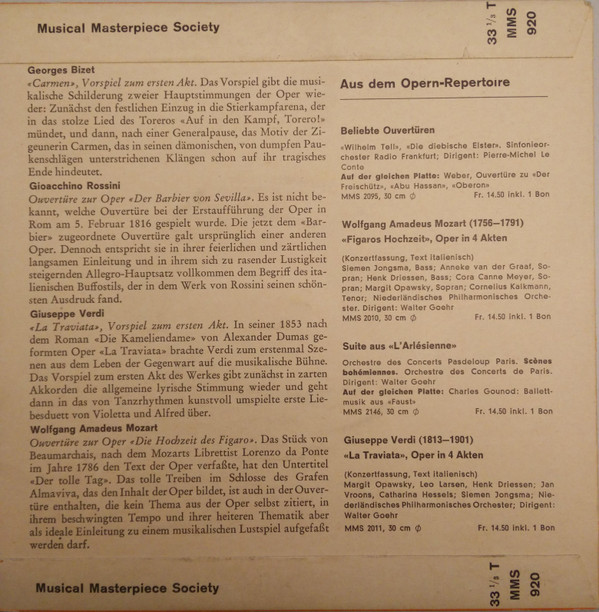 Musical Masterpiece Society
33 1/3 T
MMS
920
Georges Bizet
«Carmen», Vorspiel zum ersten Akt. Das Vorspiel gibt die musi-
kalische Schilderung zweier Hauptstimmungen der Oper wie-
der: Zunächst den festlichen Einzug in die Stierkampfarena, der
in das stolze Lied des Toreros «Auf in den Kampf, Torero!»
mündet, und dann, nach einer Generalpause, das Motiv der Zi-
geunerin Carmen, das in seinen dämonischen, von dumpfen Pau-
kenschlägen unterstrichenen Klängen schon auf ihr tragisches
Ende hindeutet.
Gioacchino Rossini
Ouvertüre zur Oper «Der Barbier von Sevilla». Es ist nicht be-
kannt, welche Ouvertüre bei der Erstaufführung der Oper in
Rom am 5. Februar 1816 gespielt wurde. Die jetzt dem «Bar-
bier» zugeordnete Ouvertüre galt ursprünglich einer anderen
Oper. Dennoch entspricht sie in ihrer feierlichen und zärtlichen
langsamen Einleitung und in ihrem sich zu rasender Lustigkeit
steigernden Allegro-Hauptsatz vollkommen dem Begriff des ita-
lienischen Buffostils, der in dem Werk von Rossini seinen schön-
sten Ausdruck fand.
Giuseppe Verdi
«La Traviata», Vorspiel zum ersten Akt. In seiner 1853 nach
dem Roman «Die Kameliendame» von Alexander Dumas ge-
formten Oper «La Traviata» brachte Verdi zum erstenmal Sze-
nen aus dem Leben der Gegenwart auf die musikalische Bühne.
Das Vorspiel zum ersten Akt des Werkes gibt zunächst in zarten
Akkorden die allgemeine lyrische Stimmung wieder und geht
dann in das von Tanzrhythmen kunstvoll umspielte erste Lie-
besduett von Violetta und Alfred über.
Wolfgang Amadeus Mozart
Ouvertüre zur Oper «Die Hochzeit des Figaro». Das Stück von
Beaumarchais, nach dem Mozarts Librettist Lorenzo da Ponte
im Jahre 1786 den Text der Oper verfaßte, hat den Untertitel
«Der tolle Tag». Das tolle Treiben im Schlosse des Grafen
Almaviva, das den Inhalt der Oper bildet, ist auch in der Ouver-
türe enthalten, die kein Thema aus der Oper selbst zitiert, in
ihrem beschwingten Tempo und ihrer heiteren Thematik aber
als ideale Einleitung zu einem musikalischen Lustspiel aufgefaßt
werden darf.
Aus dem Opern-Repertoire
Beliebte Ouvertüren
«Wilhelm Tell», «Die diebische Elster». Sinfonieor-
chester Radio Frankfurt; Dirigent: Pierre-Michel Le
Conte
Auf der gleichen Platte: Weber, Ouvertüre zu «Der
Freischütz», «Abu Hassan», «Oberon»
MMS 2095, 30 cm ∅ Fr. 14.50 inkl. 1 Bon
Wolfgang Amadeus Mozart (1756–1791)
«Figaros Hochzeit», Oper in 4 Akten
(Konzertfassung, Text italienisch)
Siemen Jongsma, Bass; Anneke van der Graaf, So-
pran; Henk Driessen, Bass; Cora Canne Meyer, So-
pran; Margit Opawsky, Sopran; Cornelius Kalkmann,
Tenor; Niederländisches Philharmonisches Orche-
ster. Dirigent: Walter Goehr
MMS 2010, 30 cm ∅ Fr. 14.50 inkl. 1 Bon
Suite aus «L'Arlésienne»
Orchestre des Concerts Pasdeloup Paris. Scènes
bohémiennes. Orchestre des Concerts de Paris.
Dirigent: Walter Goehr
Auf der gleichen Platte: Charles Gounod: Ballett-
musik aus «Faust»
MMS 2146, 30 cm ∅ Fr. 14.50 inkl. 1 Bon
Giuseppe Verdi (1813–1901)
«La Traviata», Oper in 4 Akten
(Konzertfassung, Text italienisch)
Margit Opawsky, Leo Larsen, Henk Driessen; Jan
Vroons, Catharina Hessels; Siemen Jongsma; Nie-
derländisches Philharmonisches Orchester; Dirigent:
Walter Goehr
MMS 2011, 30 cm ∅ Fr. 14.50 inkl. 1 Bon
Musical Masterpiece Society
33 1/3 T
MMS
920